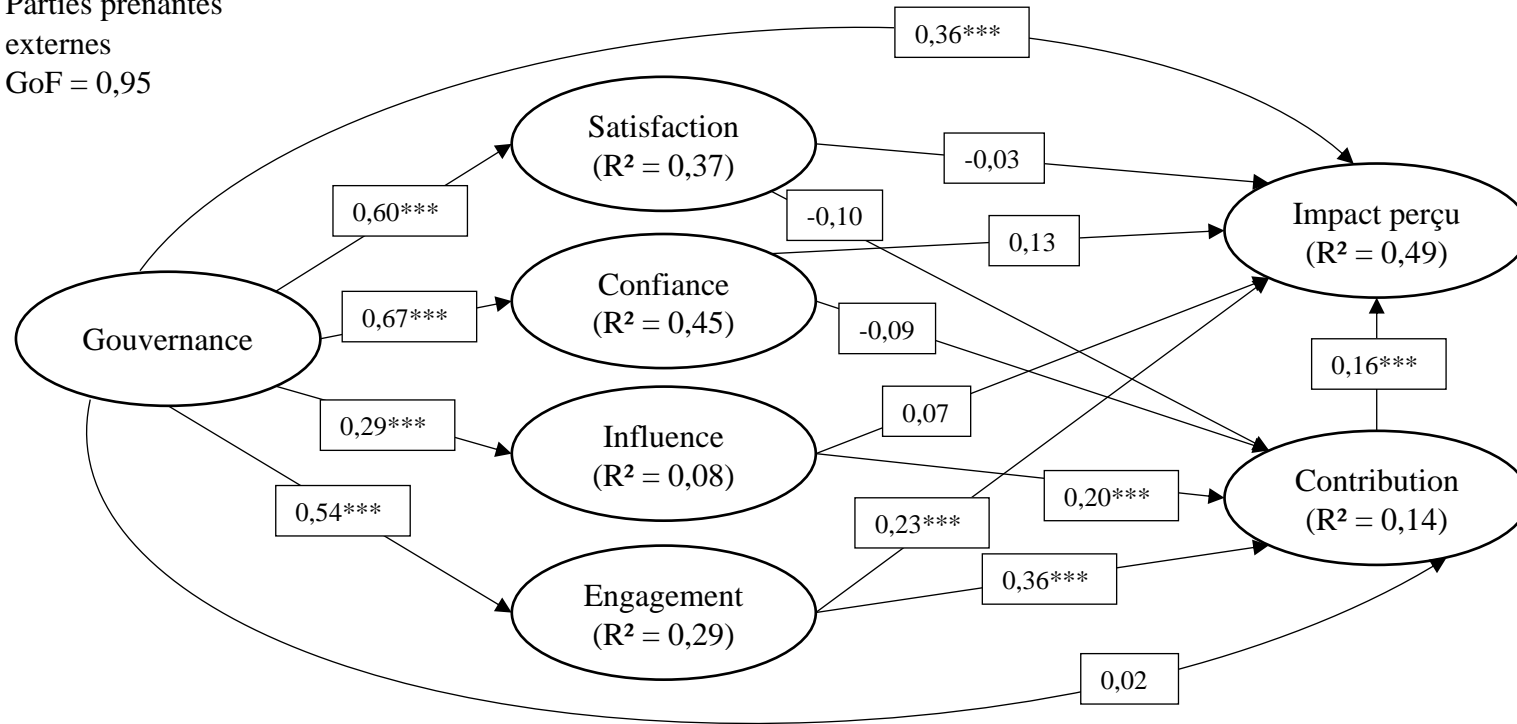 Parties prenantes
externes
GoF = 0,95
0,36***
Satisfaction
(R² = 0,37)
-0,03
0,60***
-0,10
Impact perçu
(R² = 0,49)
0,13
Confiance
(R² = 0,45)
0,67***
-0,09
Gouvernance
0,16***
0,29***
Influence
(R² = 0,08)
0,07
0,20***
Contribution
(R² = 0,14)
0,54***
0,23***
0,36***
Engagement
(R² = 0,29)
0,02